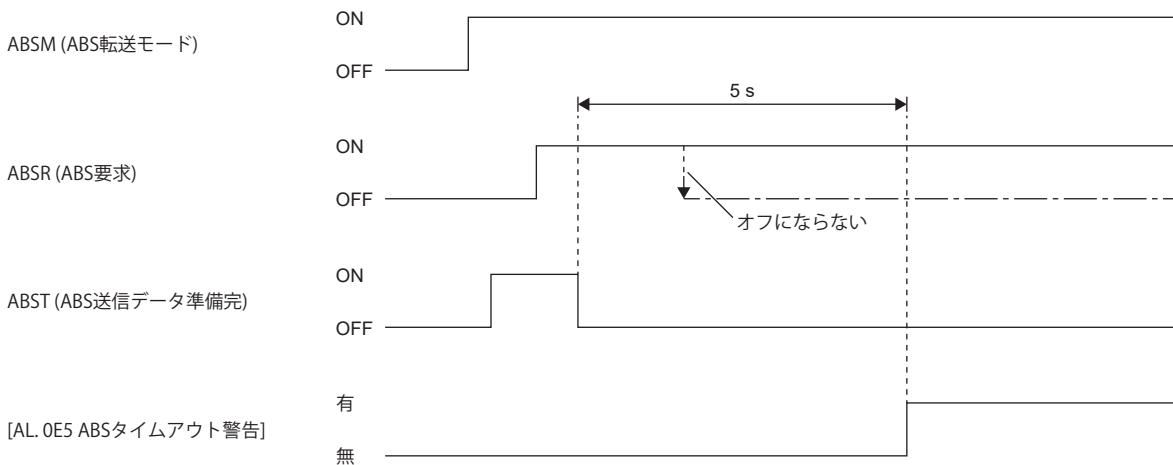 ON
ABSM (ABS転送モード)
OFF
5 s
ON
ABSR (ABS要求)
OFF
オフにならない
ON
ABST (ABS送信データ準備完)
OFF
有
[AL. 0E5 ABSタイムアウト警告]
無